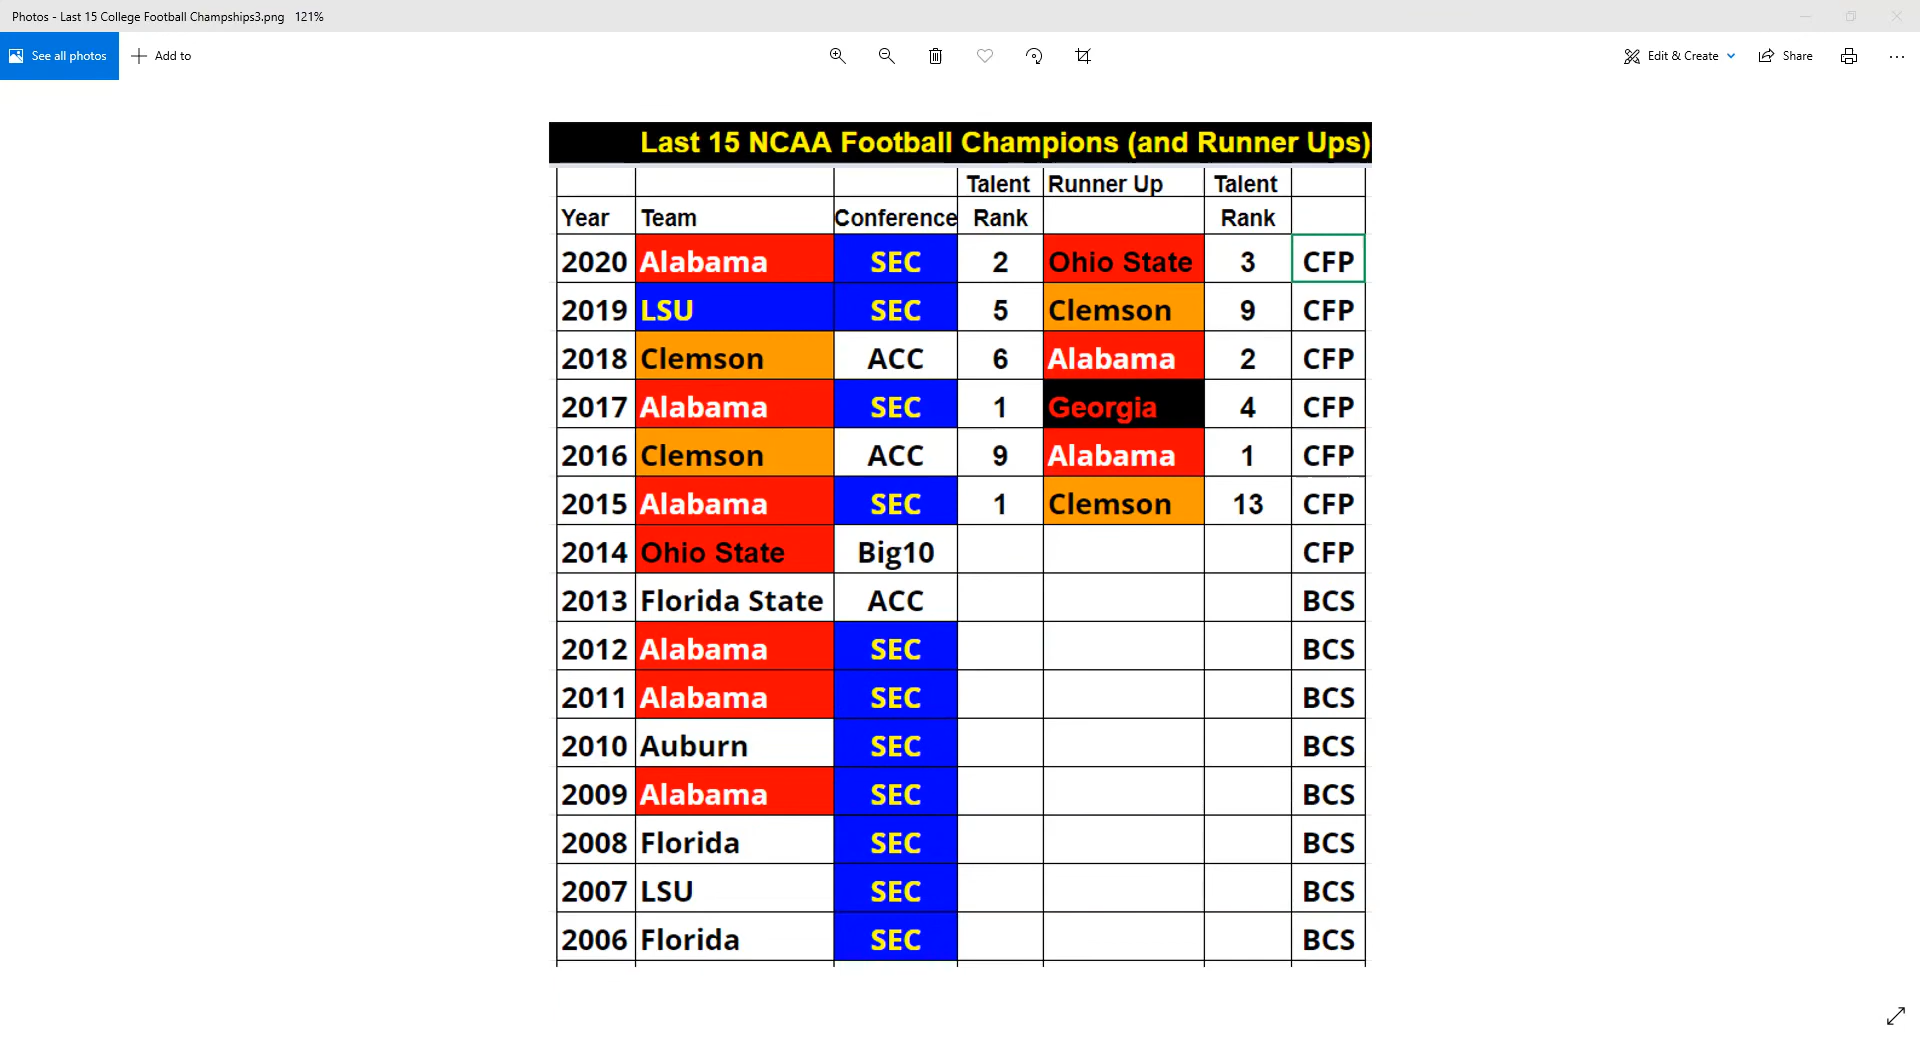 Photos - Last 15 College Football Champships3.png 121%
See all photos Add to Edit & Create Share
Last 15 NCAA Football Champions (and Runner Ups)
Talent Runner Up Talent
Year Team Conference Rank Rank
2020 Alabama SEC 2 Ohio State 3 CFP
2019 LSU SEC 5 Clemson 9 CFP
2018 Clemson ACC 6 Alabama 2 CFP
2017 Alabama SEC 1 Georgia 4 CFP
2016 Clemson ACC 9 Alabama 1 CFP
2015 Alabama SEC 1 Clemson 13 CFP
2014 Ohio State Big10 CFP
2013 Florida State ACC BCS
2012 Alabama SEC BCS
2011 Alabama SEC BCS
2010 Auburn SEC BCS
2009 Alabama SEC BCS
2008 Florida SEC BCS
2007 LSU SEC BCS
2006 Florida SEC BCS